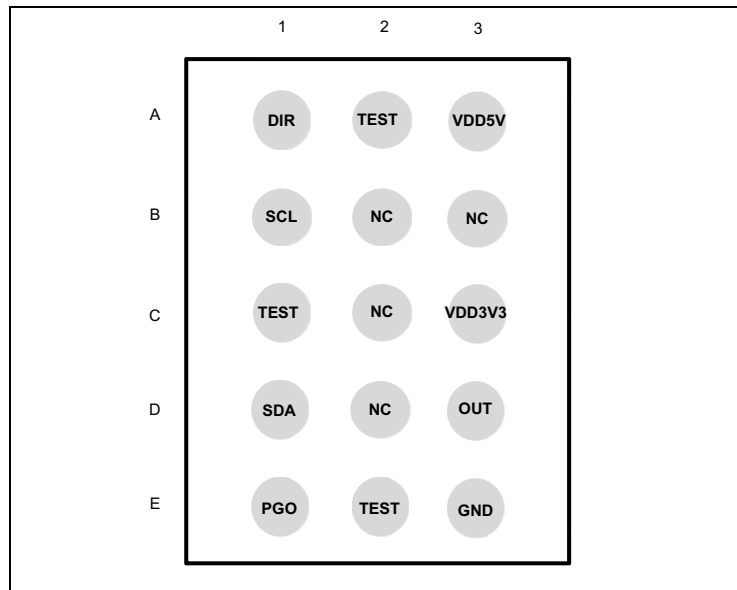 1 2 3
A DIR TEST VDD5V
B SCL NC NC
C TEST NC VDD3V3
D SDA NC OUT
E PGO TEST GND